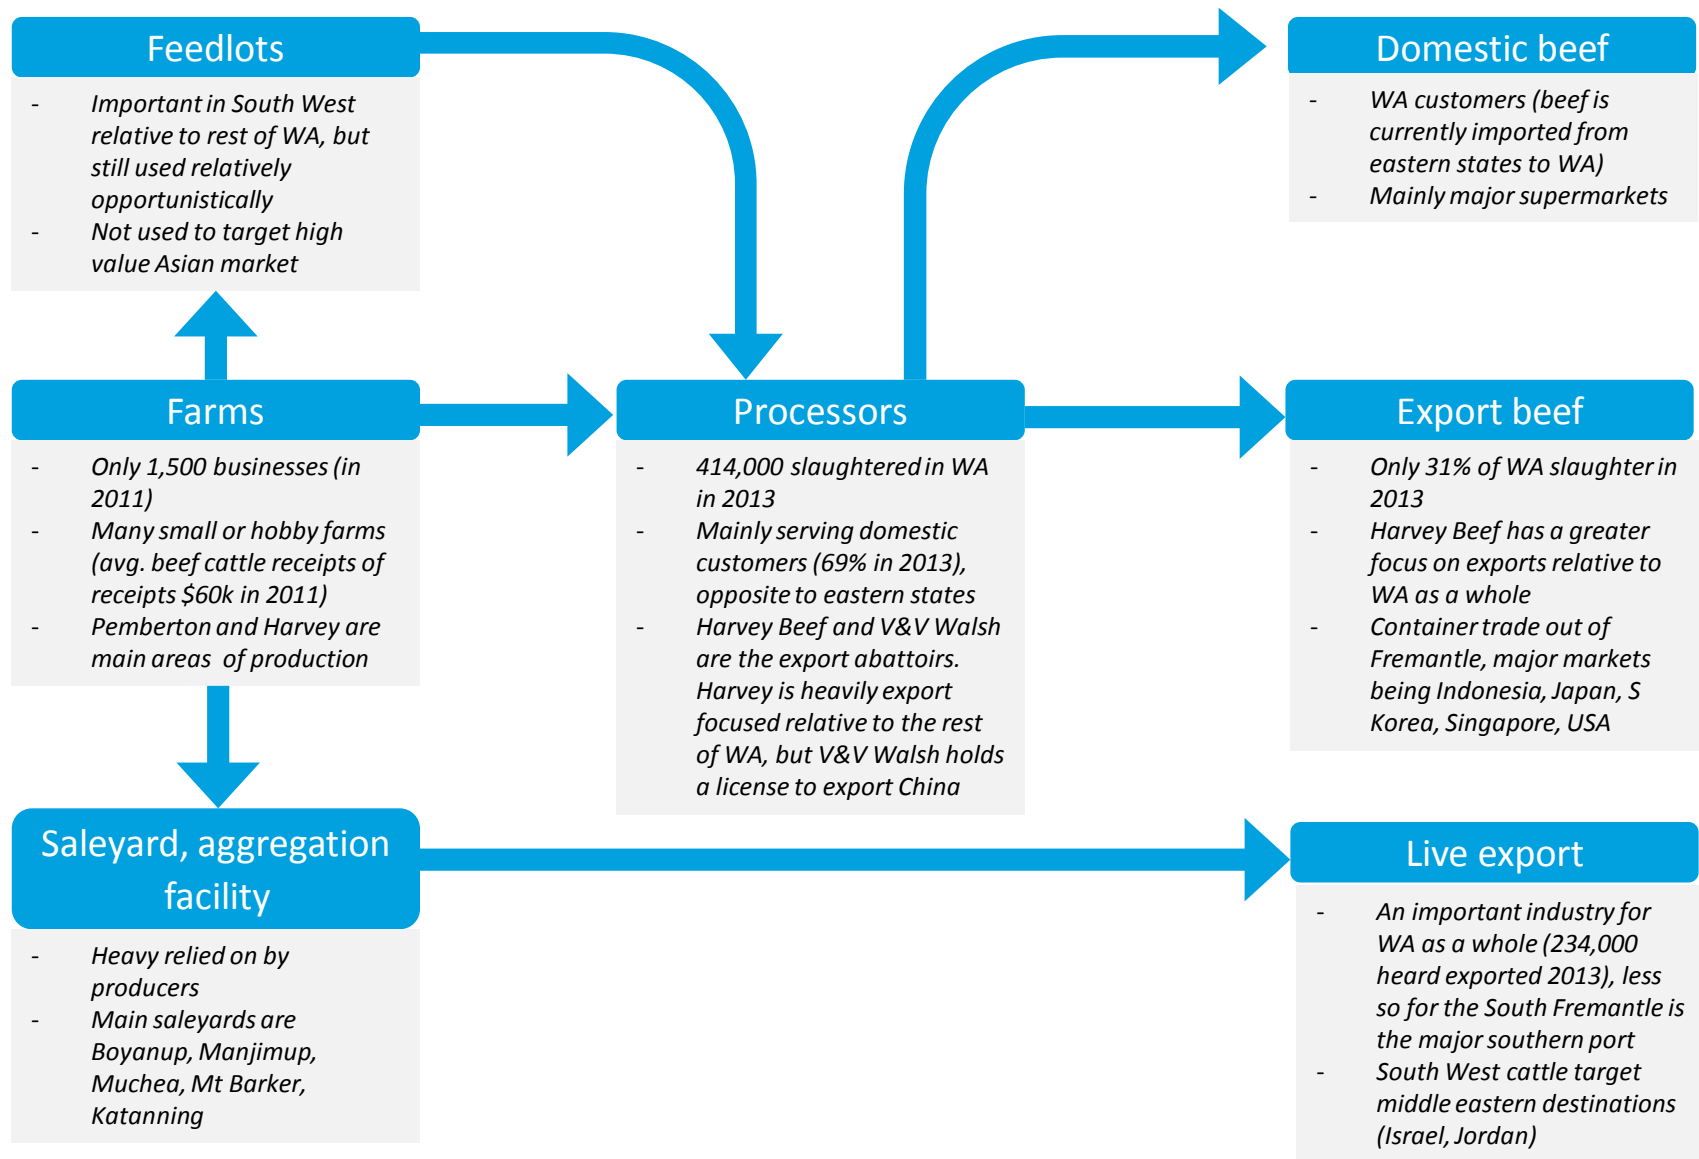 Feedlots
- Important in South West
relative to rest of WA, but
still used relatively
opportunistically
- Not used to target high
value Asian market
Domestic beef
- WA customers (beef is
currently imported from
eastern states to WA)
- Mainly major supermarkets
Farms
- Only 1,500 businesses (in
2011)
- Many small or hobby farms
(avg. beef cattle receipts of
receipts $60k in 2011)
- Pemberton and Harvey are
main areas of production
Processors
- 414,000 slaughtered in WA
in 2013
- Mainly serving domestic
customers (69% in 2013),
opposite to eastern states
- Harvey Beef and V&V Walsh
are the export abattoirs.
Harvey is heavily export
focused relative to the rest
of WA, but V&V Walsh holds
a license to export China
Export beef
- Only 31% of WA slaughter in
2013
- Harvey Beef has a greater
focus on exports relative to
WA as a whole
- Container trade out of
Fremantle, major markets
being Indonesia, Japan, S
Korea, Singapore, USA
Saleyard, aggregation
facility
- Heavy relied on by
producers
- Main saleyards are
Boyanup, Manjimup,
Muchea, Mt Barker,
Katanning
Live export
- An important industry for
WA as a whole (234,000
heard exported 2013), less
so for the South Fremantle is
the major southern port
- South West cattle target
middle eastern destinations
(Israel, Jordan)